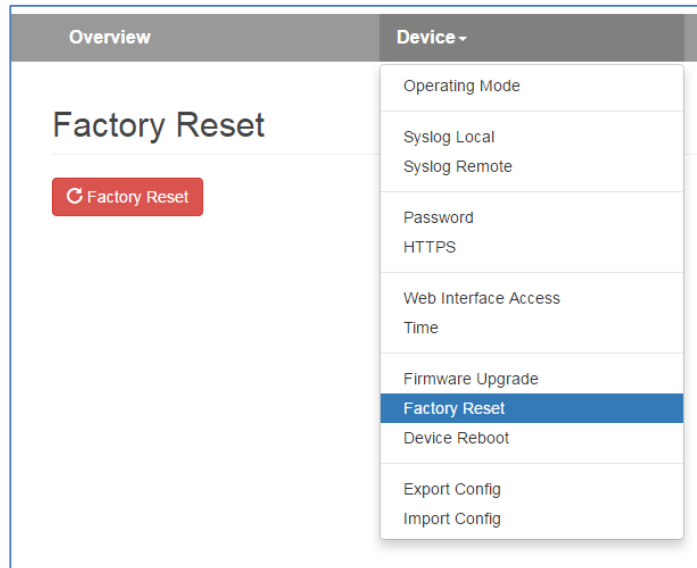 Overview
Device
Factory Reset
Factory Reset
Operating Mode
Syslog Local
Syslog Remote
Password
HTTPS
Web Interface Access
Time
Firmware Upgrade
Factory Reset
Device Reboot
Export Config
Import Config